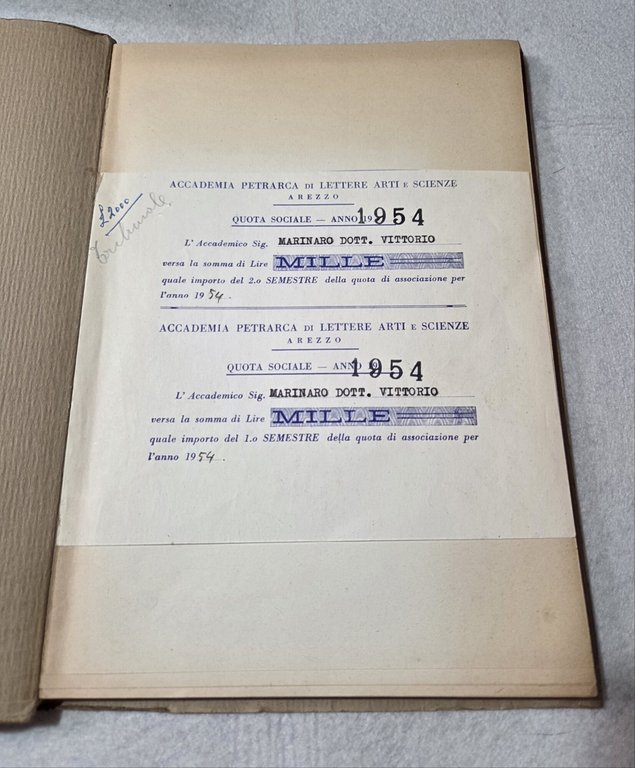 £2000
Tribunale
ACCADEMIA PETRARCA DI LETTERE ARTI E SCIENZE
AREZZO
QUOTA SOCIALE — ANNO 1954
L' Accademico Sig. MARINARO DOTT. VITTORIO
versa la somma di Lire MILLE
quale importo del 2.o SEMESTRE della quota di associazione per
l'anno 1954.
ACCADEMIA PETRARCA DI LETTERE ARTI E SCIENZE
AREZZO
QUOTA SOCIALE — ANNO 1954
L' Accademico Sig. MARINARO DOTT. VITTORIO
versa la somma di Lire MILLE
quale importo del 1.o SEMESTRE della quota di associazione per
l'anno 1954.